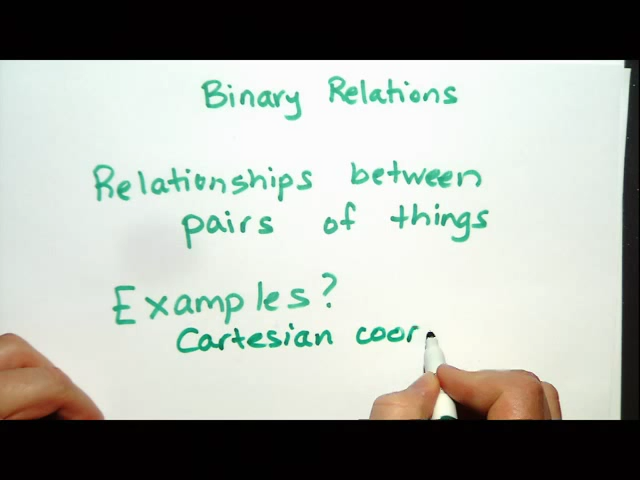 Binary Relations
Relationships between
pairs of things
Examples?
Cartesian coor